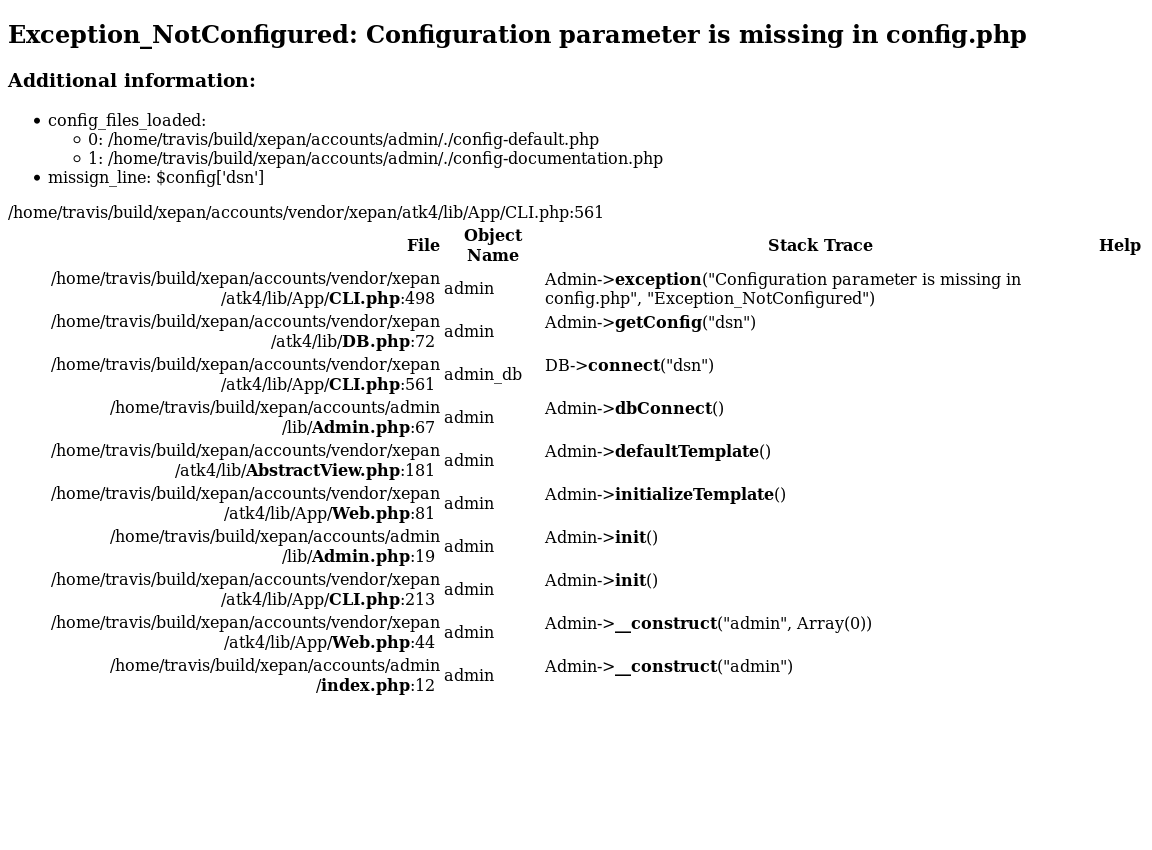 Exception_NotConfigured: Configuration parameter is missing in config.php
Additional information:
• config_files_loaded:
◦ 0: /home/travis/build/xepan/accounts/admin/./config-default.php
◦ 1: /home/travis/build/xepan/accounts/admin/./config-documentation.php
• missign_line: $config['dsn']
/home/travis/build/xepan/accounts/vendor/xepan/atk4/lib/App/CLI.php:561
File Object Name Stack Trace Help
/home/travis/build/xepan/accounts/vendor/xepan
/atk4/lib/App/CLI.php:498 admin Admin->exception("Configuration parameter is missing in
config.php", "Exception_NotConfigured")
/home/travis/build/xepan/accounts/vendor/xepan
/atk4/lib/DB.php:72 admin Admin->getConfig("dsn")
/home/travis/build/xepan/accounts/vendor/xepan
/atk4/lib/App/CLI.php:561 admin_db DB->connect("dsn")
/home/travis/build/xepan/accounts/admin
/lib/Admin.php:67 admin Admin->dbConnect()
/home/travis/build/xepan/accounts/vendor/xepan
/atk4/lib/AbstractView.php:181 admin Admin->defaultTemplate()
/home/travis/build/xepan/accounts/vendor/xepan
/atk4/lib/App/Web.php:81 admin Admin->initializeTemplate()
/home/travis/build/xepan/accounts/admin
/lib/Admin.php:19 admin Admin->init()
/home/travis/build/xepan/accounts/vendor/xepan
/atk4/lib/App/CLI.php:213 admin Admin->init()
/home/travis/build/xepan/accounts/vendor/xepan
/atk4/lib/App/Web.php:44 admin Admin->__construct("admin", Array(0))
/home/travis/build/xepan/accounts/admin
/index.php:12 admin Admin->__construct("admin")